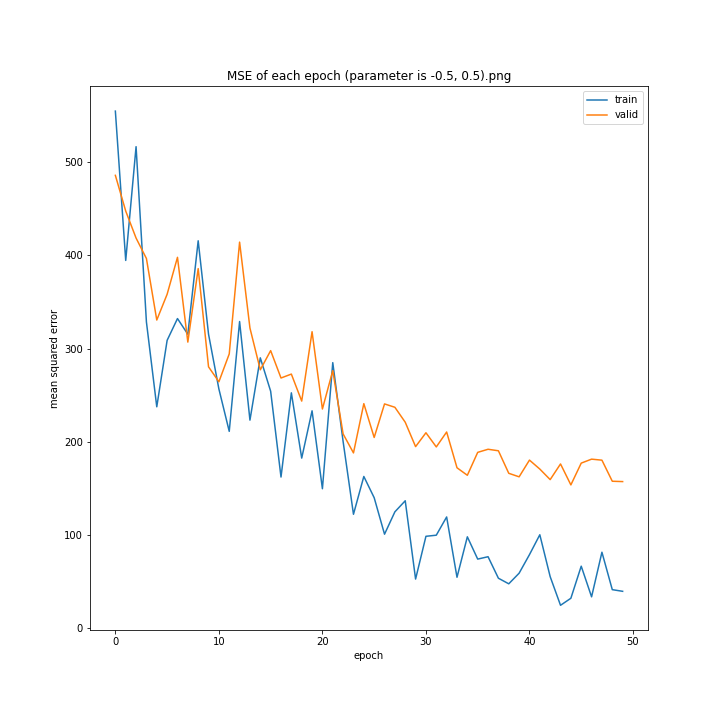 MSE of each epoch (parameter is -0.5, 0.5).png
train
valid
500
400
300
200
100
0
mean squared error
0
10
20
30
40
50
epoch